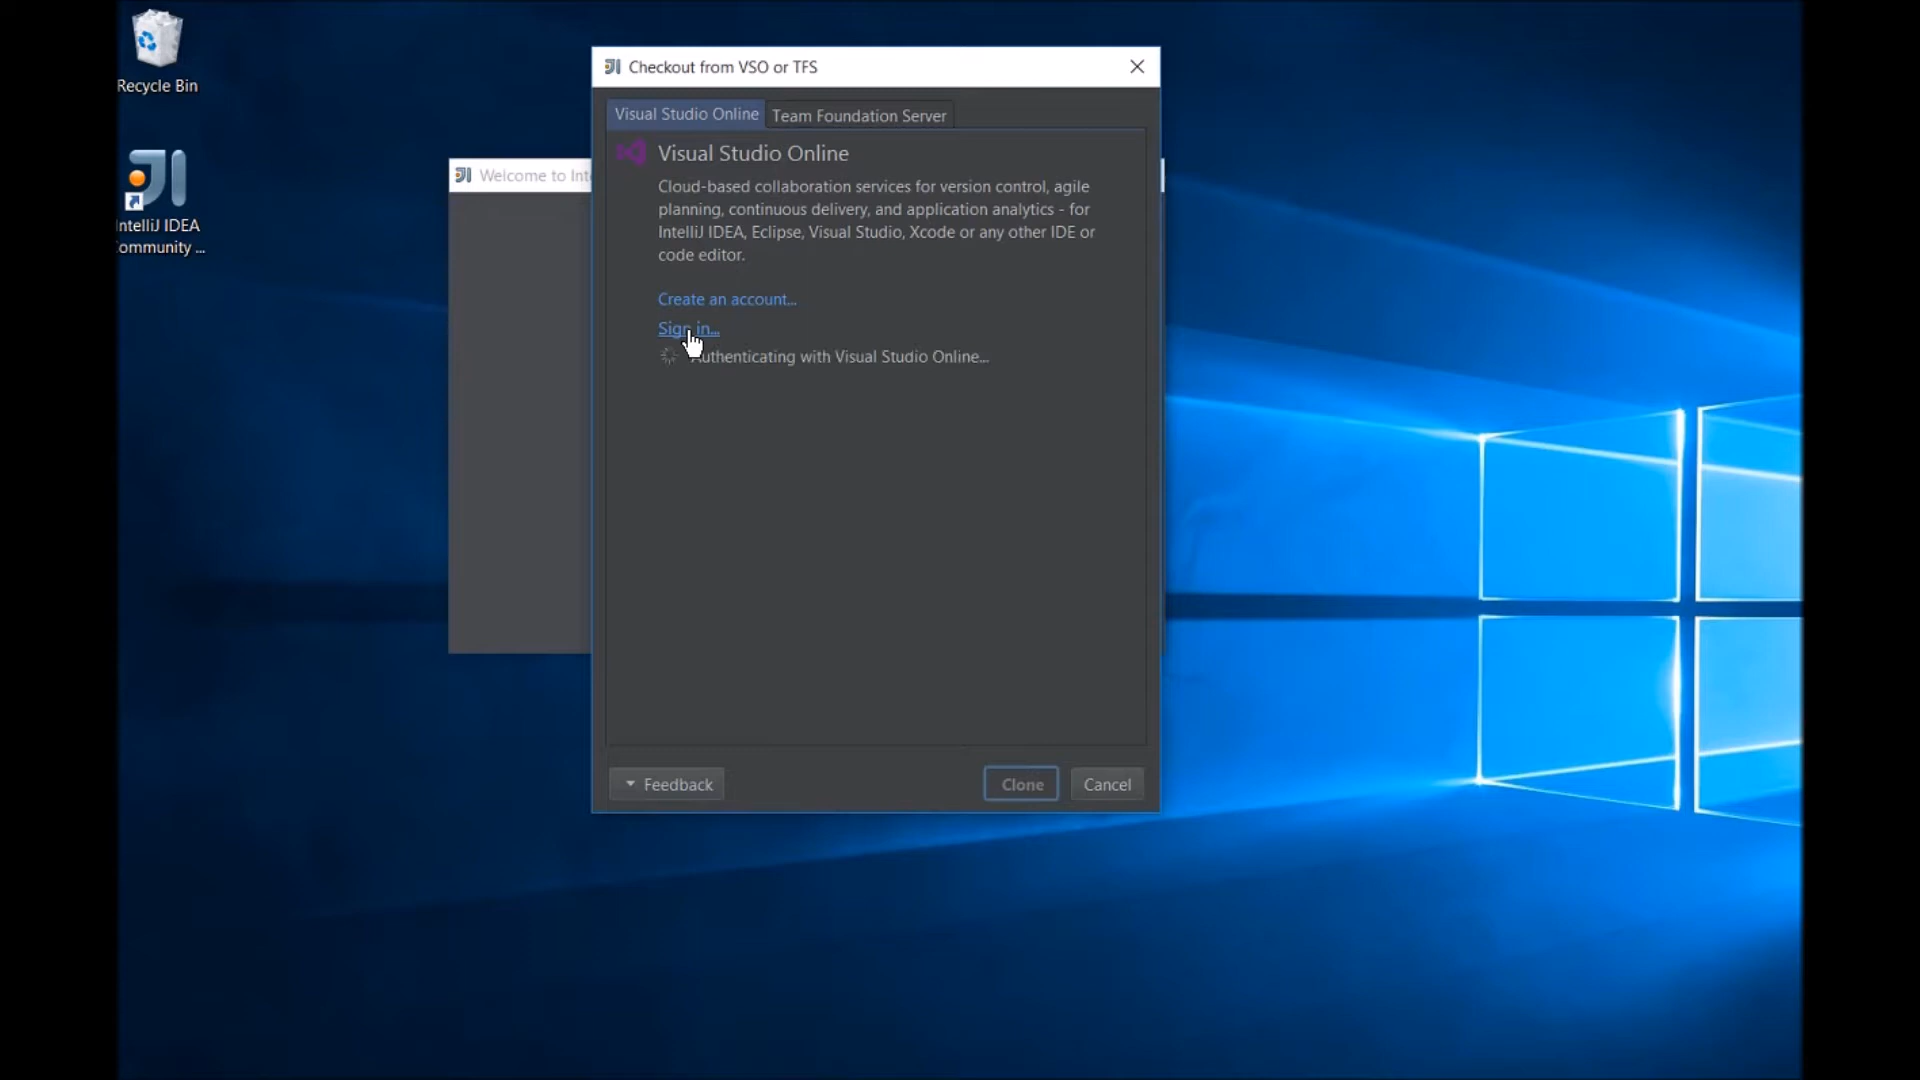 Recycle Bin
IntelliJ IDEA
Community ...
Welcome to Int
Checkout from VSO or TFS
Visual Studio Online
Team Foundation Server
Visual Studio Online
Cloud-based collaboration services for version control, agile
planning, continuous delivery, and application analytics - for
IntelliJ IDEA, Eclipse, Visual Studio, Xcode or any other IDE or
code editor.
Create an account...
Sign in...
Authenticating with Visual Studio Online...
Feedback
Clone
Cancel